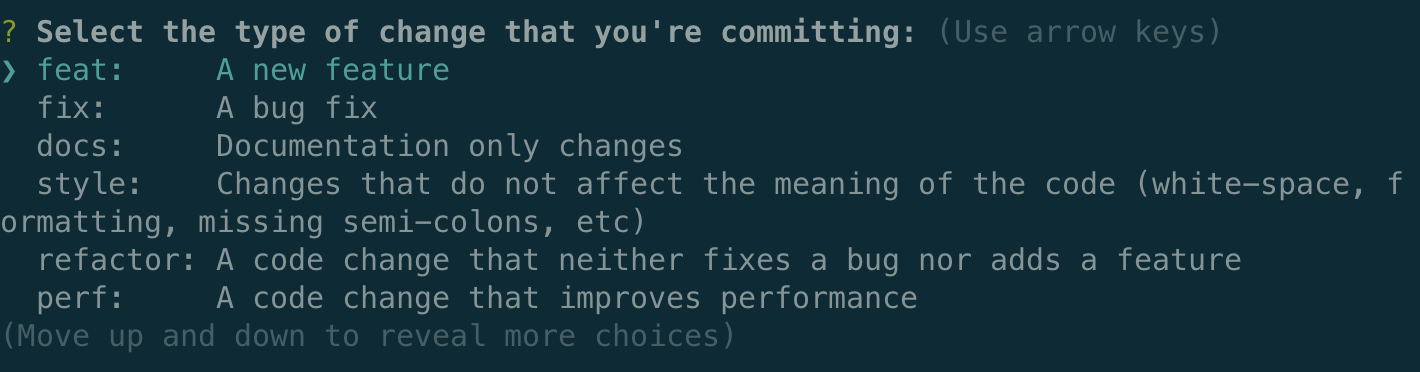 ? Select the type of change that you're committing: (Use arrow keys)
❯ feat:     A new feature
  fix:      A bug fix
  docs:     Documentation only changes
  style:    Changes that do not affect the meaning of the code (white-space, f
ormatting, missing semi-colons, etc)
  refactor: A code change that neither fixes a bug nor adds a feature
  perf:     A code change that improves performance
(Move up and down to reveal more choices)